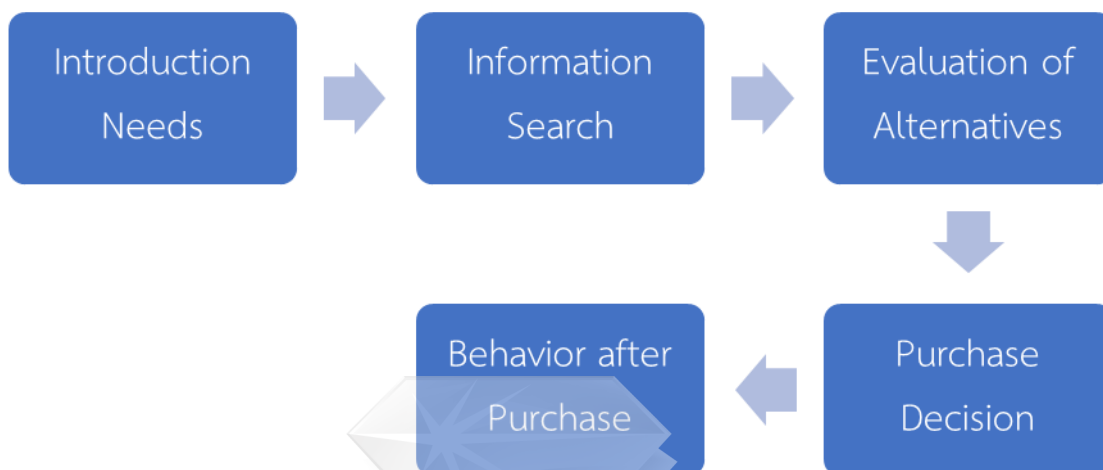 Introduction
Needs
Information
Search
Evaluation of
Alternatives
Purchase
Decision
Behavior after
Purchase